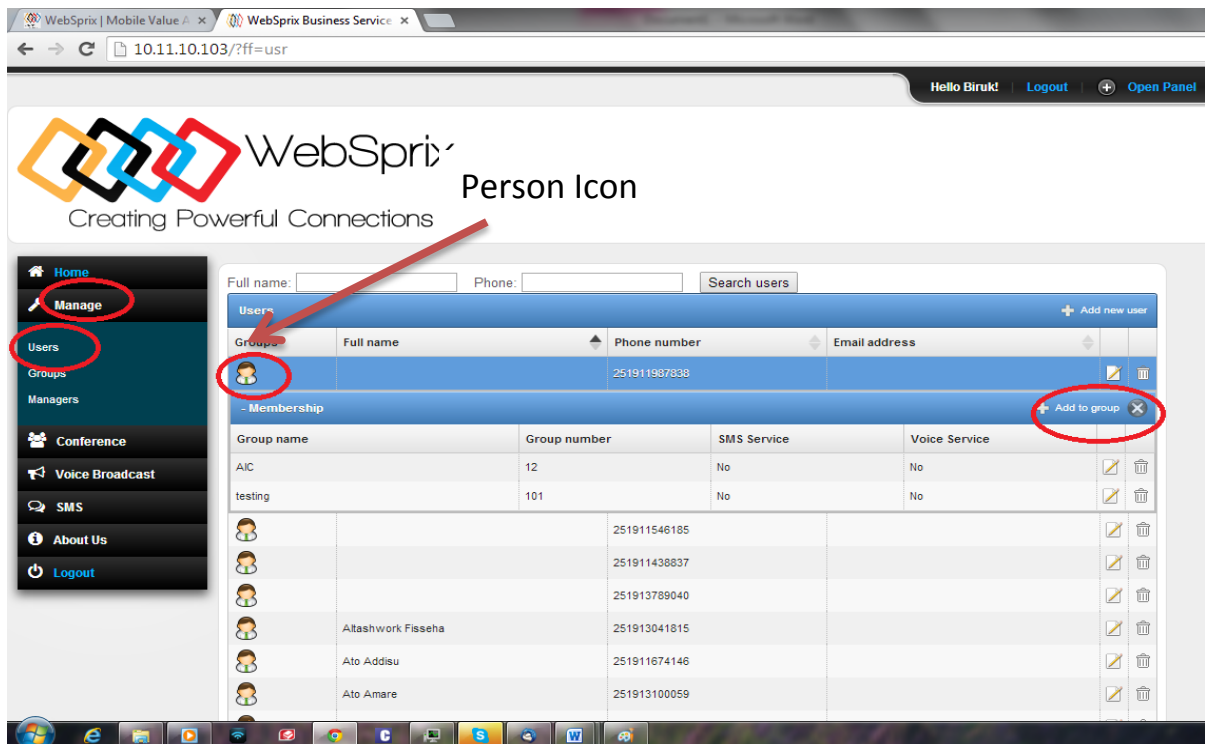 WebSprix | Mobile Value A
WebSprix Business Service
10.11.10.103/?ff=usr
Hello Biruk! Logout Open Panel
WebSprix
Creating Powerful Connections
Person Icon
Home
Manage
Users
Groups
Managers
Conference
Voice Broadcast
SMS
About Us
Logout
Full name: Phone: Search users
Users Add new user
Groups Full name Phone number Email address
251911987838
- Membership Add to group
Group name Group number SMS Service Voice Service
AIC 12 No No
testing 101 No No
251911546185
251911438837
251913789040
Altashwork Fisseha 251913041815
Ato Addisu 251911674146
Ato Amare 251913100059